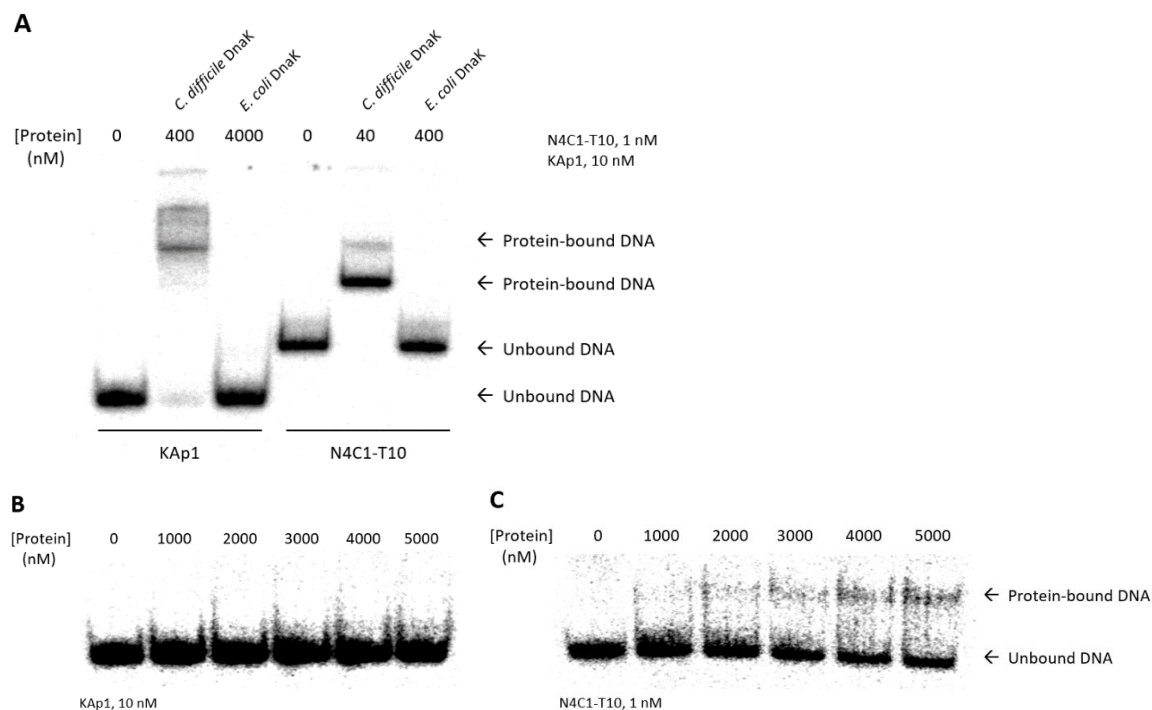 A
C. difficile DnaK
E. coli DnaK
C. difficile DnaK
E. coli DnaK
[Protein] 0 400 4000 0 40 400
(nM)
N4C1-T10, 1 nM
KAp1, 10 nM
← Protein-bound DNA
← Protein-bound DNA
← Unbound DNA
← Unbound DNA
KAp1 N4C1-T10
B
[Protein] 0 1000 2000 3000 4000 5000
(nM)
KAp1, 10 nM
C
[Protein] 0 1000 2000 3000 4000 5000
(nM)
← Protein-bound DNA
← Unbound DNA
N4C1-T10, 1 nM